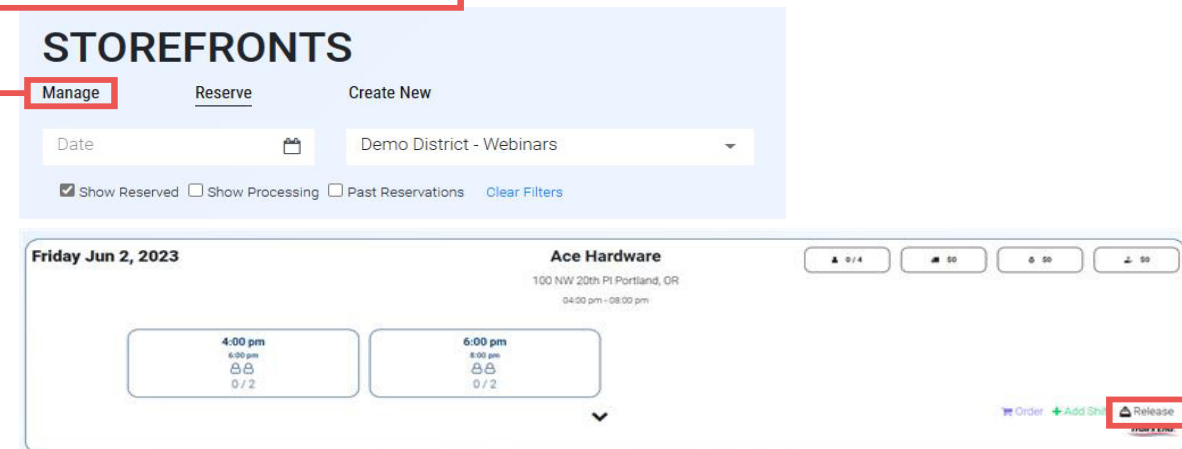 STOREFRONTS
Manage Reserve Create New
Date Demo District - Webinars
Show Reserved Show Processing Past Reservations Clear Filters
Friday Jun 2, 2023 Ace Hardware 0/4 $0 $0 $0
100 NW 20th Pl Portland, OR
04:00 pm - 08:00 pm
4:00 pm 6:00 pm
6:00 pm 8:00 pm
0 / 2 0 / 2
Order Add Release